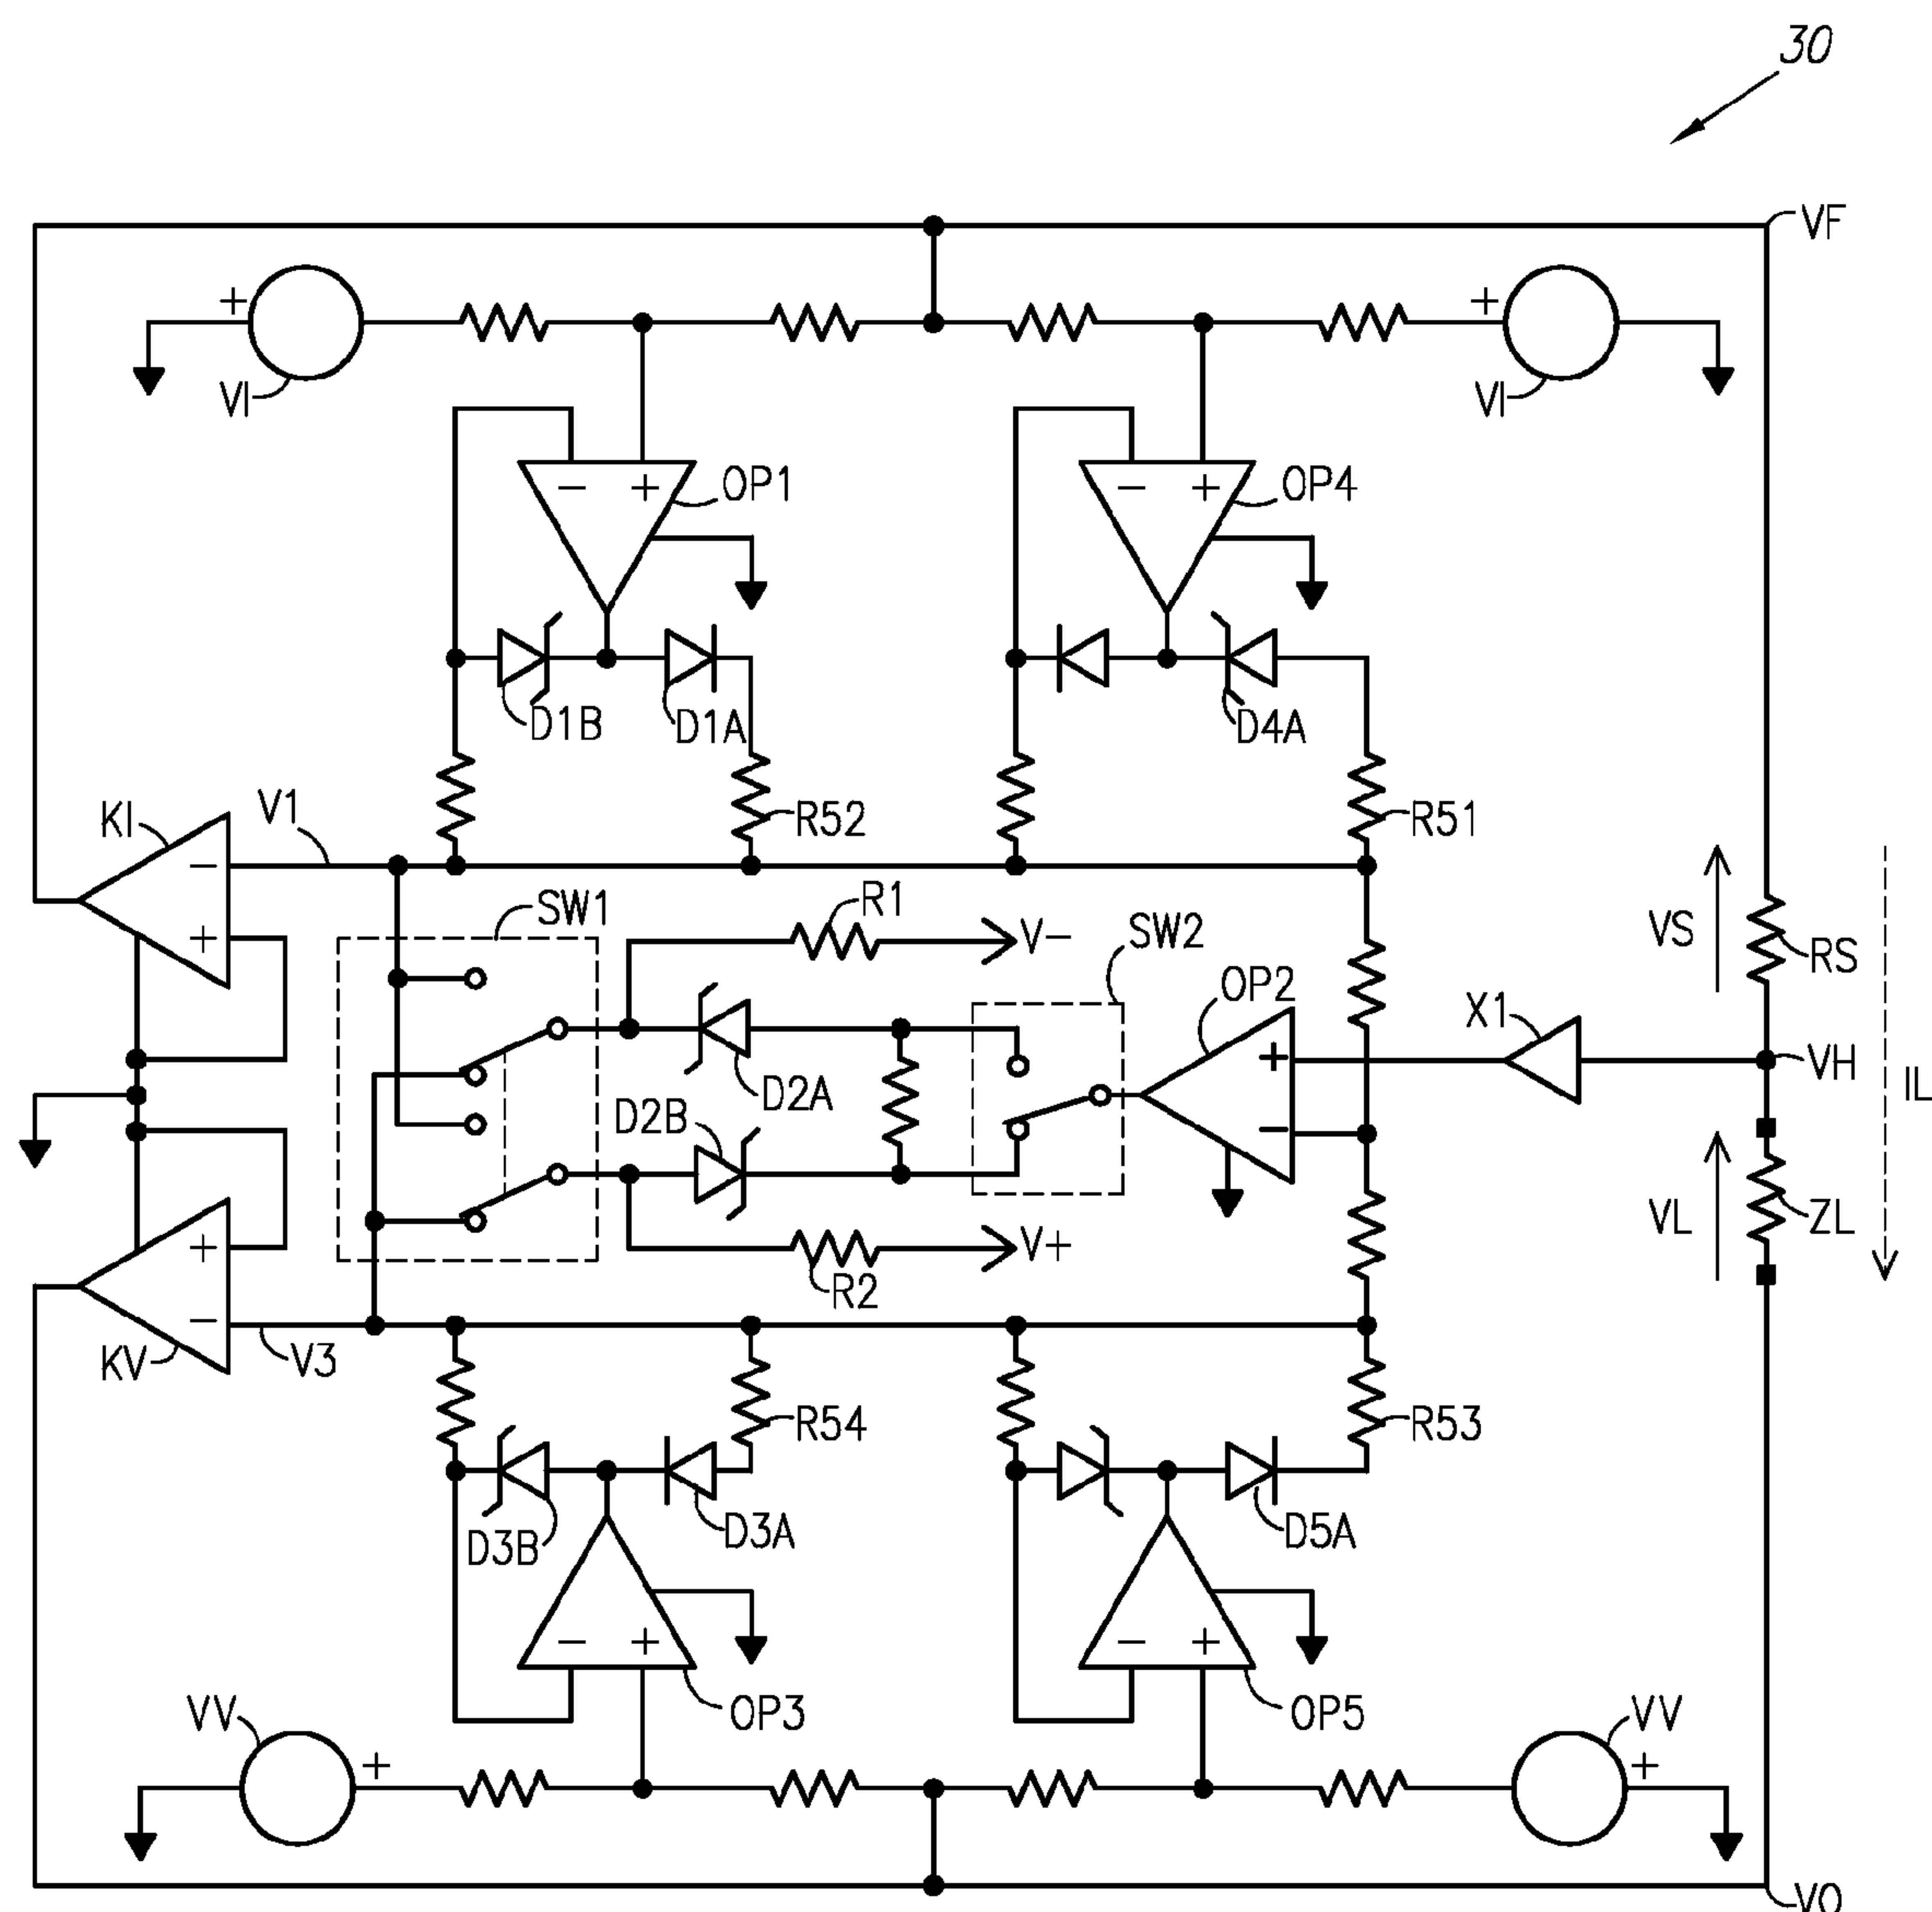 30
VF
+
+
VI
VI
- +
OP1
- +
OP4
D1B
D1A
D4A
KI
V1
R52
R51
-
+
SW1
R1
V-
SW2
OP2
VS
RS
X1
+
VH
IL
D2A
D2B
-
VL
ZL
V+
R2
+
-
KV
V3
R54
R53
D3B
D3A
D5A
- +
OP3
- +
OP5
VV
VV
+
+
VO